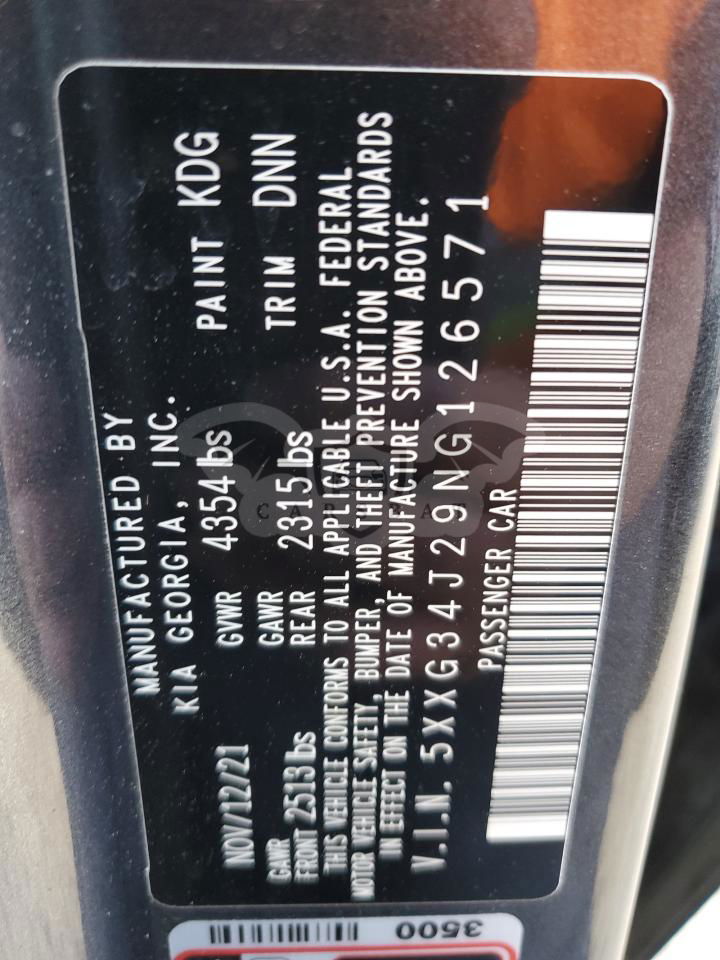 MANUFACTURED BY
KIA GEORGIA, INC.
NOV/12/21 GVWR 4354 lbs PAINT KDG
GAWR FRONT 2513 lbs GAWR REAR 2315 lbs TRIM DNN
THIS VEHICLE CONFORMS TO ALL APPLICABLE U.S.A. FEDERAL
MOTOR VEHICLE SAFETY, BUMPER, AND THEFT PREVENTION STANDARDS
IN EFFECT ON THE DATE OF MANUFACTURE SHOWN ABOVE.
V.I.N. 5XXG34J29NG126571
PASSENGER CAR
3500